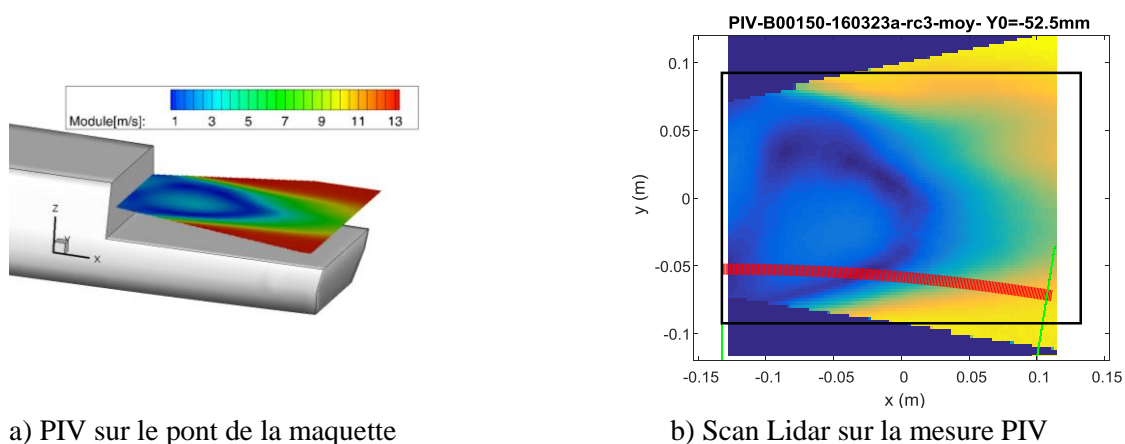 Module[m/s]:
1 3 5 7 9 11 13
z
Y
x
a) PIV sur le pont de la maquette
PIV-B00150-160323a-rc3-moy- Y0=-52.5mm
0.1
0.05
0
-0.05
-0.1
y (m)
-0.15 -0.1 -0.05 0 0.05 0.1 0.15
x (m)
b) Scan Lidar sur la mesure PIV